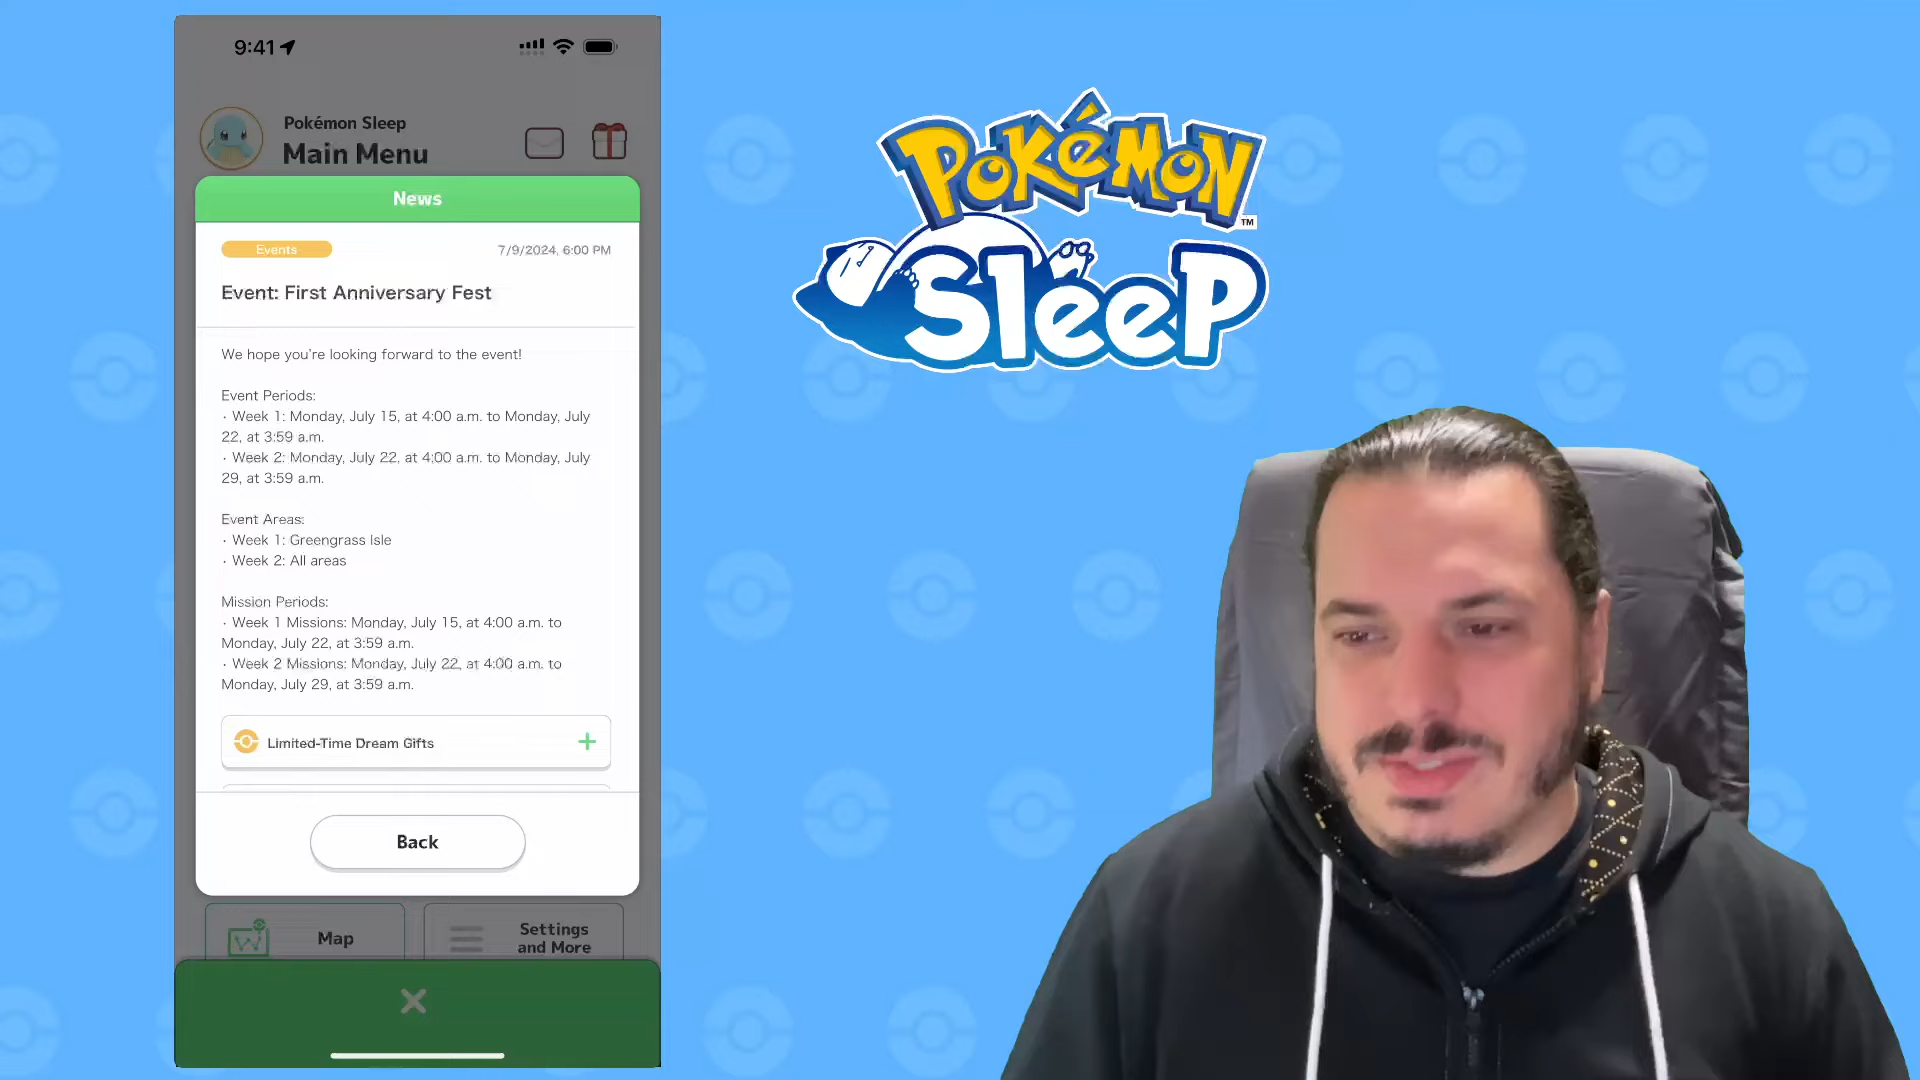 9:41
Pokémon Sleep
Main Menu
News
Events
7/9/2024, 6:00 PM
Event: First Anniversary Fest
We hope you're looking forward to the event!
Event Periods:
· Week 1: Monday, July 15, at 4:00 a.m. to Monday, July
22, at 3:59 a.m.
· Week 2: Monday, July 22, at 4:00 a.m. to Monday, July
29, at 3:59 a.m.
Event Areas:
· Week 1: Greengrass Isle
· Week 2: All areas
Mission Periods:
· Week 1 Missions: Monday, July 15, at 4:00 a.m. to
Monday, July 22, at 3:59 a.m.
· Week 2 Missions: Monday, July 22, at 4:00 a.m. to
Monday, July 29, at 3:59 a.m.
Limited-Time Dream Gifts
Back
Map
Settings
and More
POKéMON
TM
SleeP